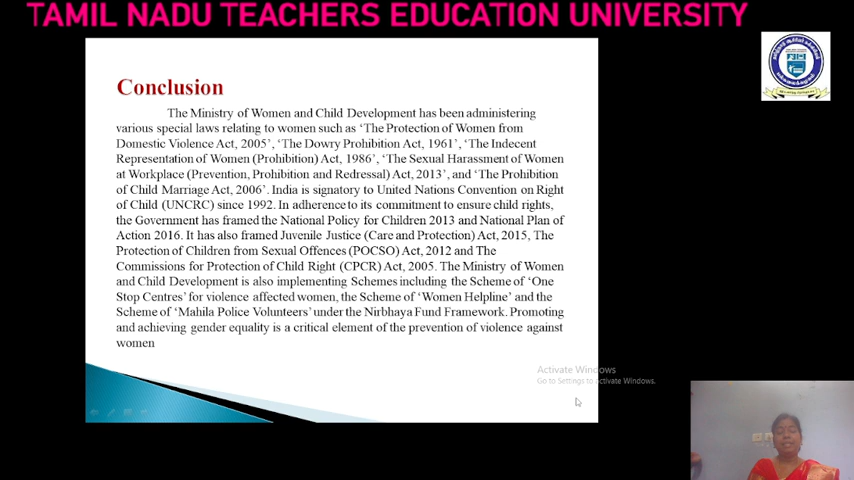 TAMIL NADU TEACHERS EDUCATION UNIVERSITY
Conclusion
The Ministry of Women and Child Development has been administering
various special laws relating to women such as ‘The Protection of Women from
Domestic Violence Act, 2005’, ‘The Dowry Prohibition Act, 1961’, ‘The Indecent
Representation of Women (Prohibition) Act, 1986’, ‘The Sexual Harassment of Women
at Workplace (Prevention, Prohibition and Redressal) Act, 2013’, and ‘The Prohibition
of Child Marriage Act, 2006’. India is signatory to United Nations Convention on Right
of Child (UNCRC) since 1992. In adherence to its commitment to ensure child rights,
the Government has framed the National Policy for Children 2013 and National Plan of
Action 2016. It has also framed Juvenile Justice (Care and Protection) Act, 2015, The
Protection of Children from Sexual Offences (POCSO) Act, 2012 and The
Commissions for Protection of Child Right (CPCR) Act, 2005. The Ministry of Women
and Child Development is also implementing Schemes including the Scheme of ‘One
Stop Centres’ for violence affected women, the Scheme of ‘Women Helpline’ and the
Scheme of ‘Mahila Police Volunteers’ under the Nirbhaya Fund Framework. Promoting
and achieving gender equality is a critical element of the prevention of violence against
women
Activate Windows
Go to Settings to activate Windows.